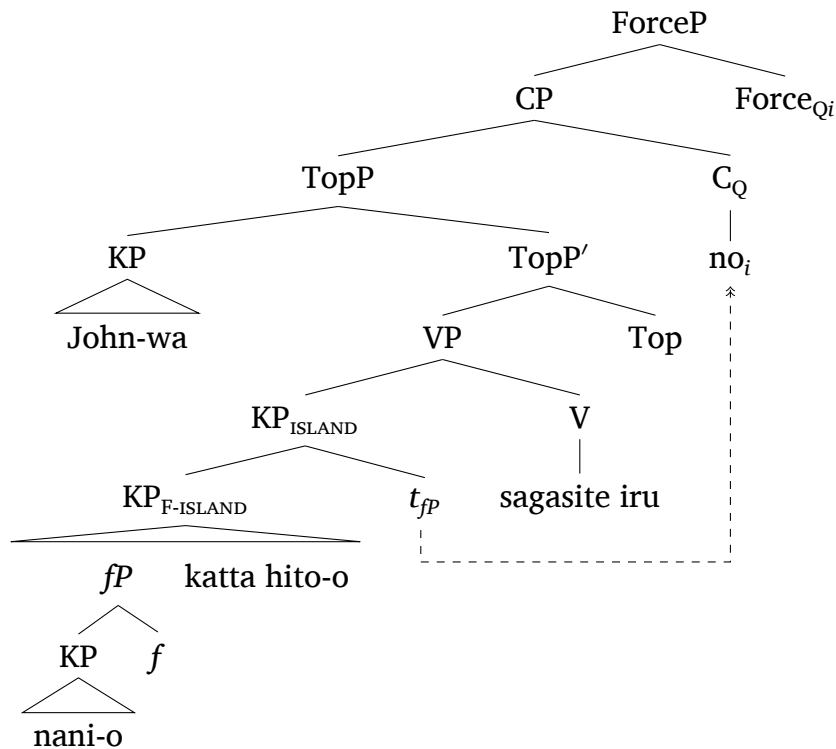 ForceP
CP Force_Qi
TopP C_Q
KP TopP′ no_i
John-wa VP Top
KP_ISLAND V
KP_F-ISLAND t_fP sagasite iru
fP katta hito-o
KP f
nani-o